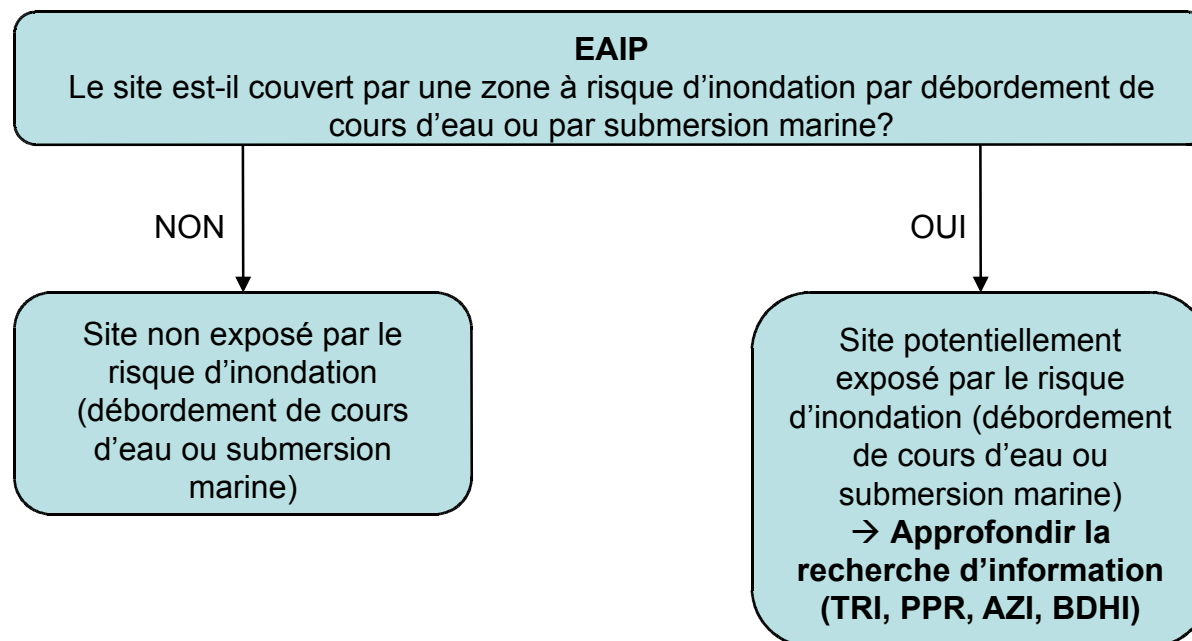 EAIP
Le site est-il couvert par une zone à risque d'inondation par débordement de
cours d'eau ou par submersion marine?
NON
OUI
Site non exposé par le
risque d'inondation
(débordement de cours
d'eau ou submersion
marine)
Site potentiellement
exposé par le risque
d'inondation (débordement
de cours d'eau ou
submersion marine)
→ Approfondir la
recherche d'information
(TRI, PPR, AZI, BDHI)